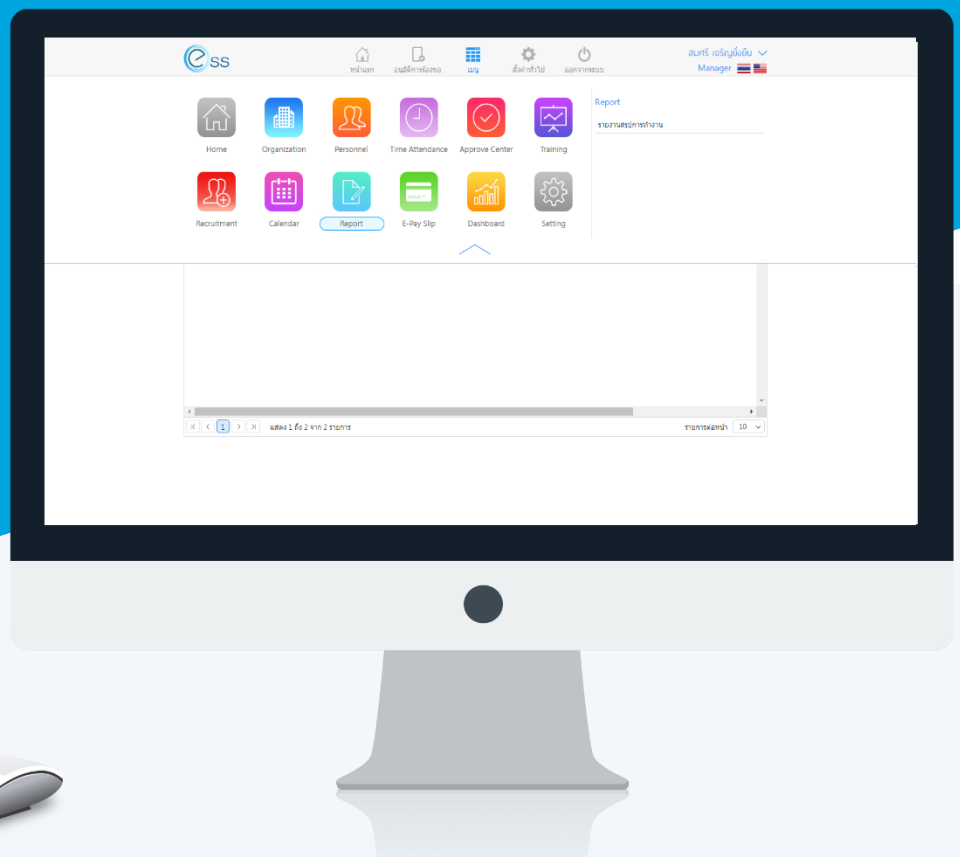 ess
หน้าแรก
อนุมัติการร้องขอ
เมนู
ตั้งค่าทั่วไป
ออกจากระบบ
สมศรี เจริญยิ่งยืน
Manager
Home
Organization
Personnel
Time Attendance
Approve Center
Training
Recruitment
Calendar
Report
E-Pay Slip
Dashboard
Setting
Report
รายงานสรุปการทำงาน
1
แสดง 1 ถึง 2 จาก 2 รายการ
รายการต่อหน้า 10